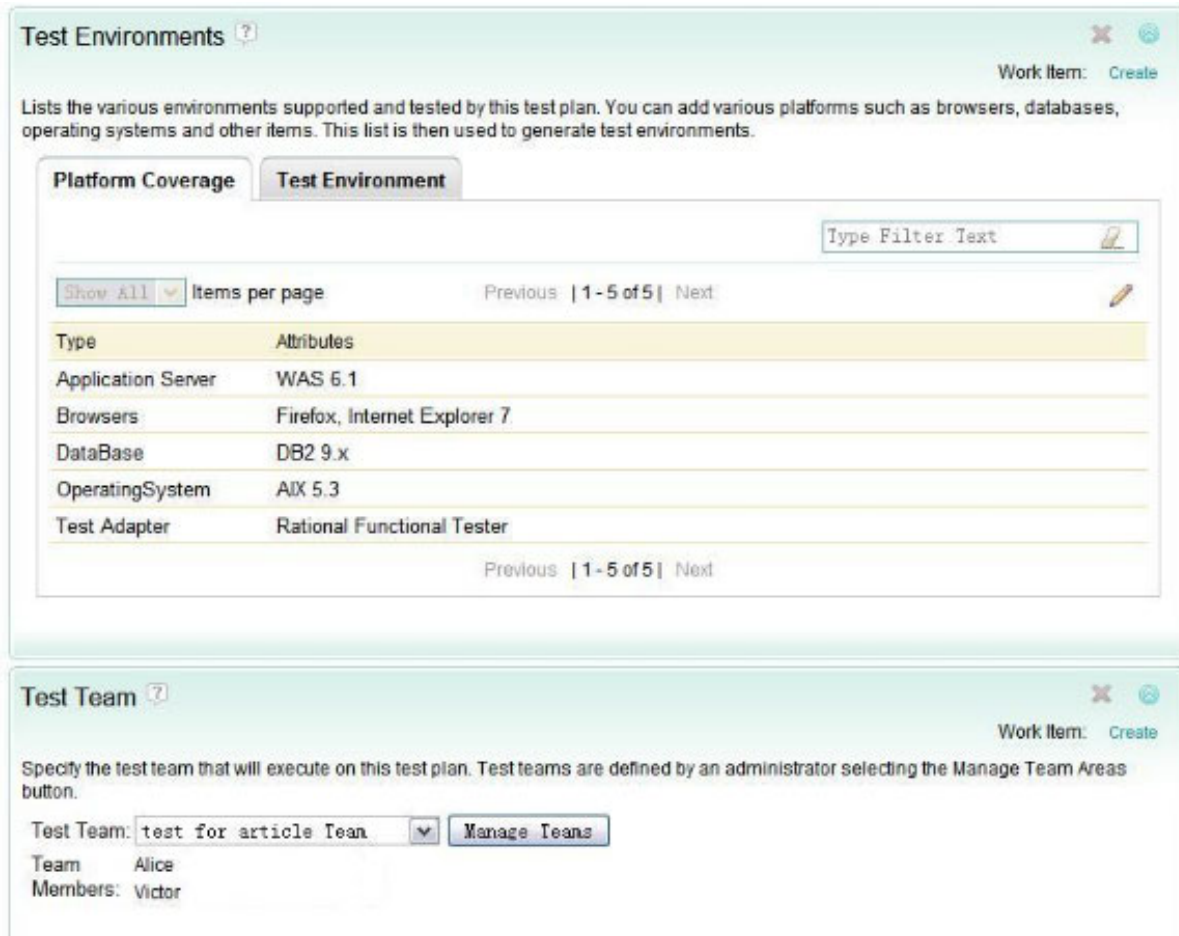 Test Environments ?
Work Item: Create
Lists the various environments supported and tested by this test plan. You can add various platforms such as browsers, databases,
operating systems and other items. This list is then used to generate test environments.
Platform Coverage Test Environment
Type Filter Text
Show All Items per page Previous | 1 - 5 of 5 | Next
Type Attributes
Application Server WAS 6.1
Browsers Firefox, Internet Explorer 7
DataBase DB2 9.x
OperatingSystem AIX 5.3
Test Adapter Rational Functional Tester
Previous | 1 - 5 of 5 | Next
Test Team ?
Work Item: Create
Specify the test team that will execute on this test plan. Test teams are defined by an administrator selecting the Manage Team Areas
button.
Test Team: test for article Team Manage Teams
Team Alice
Members: Victor